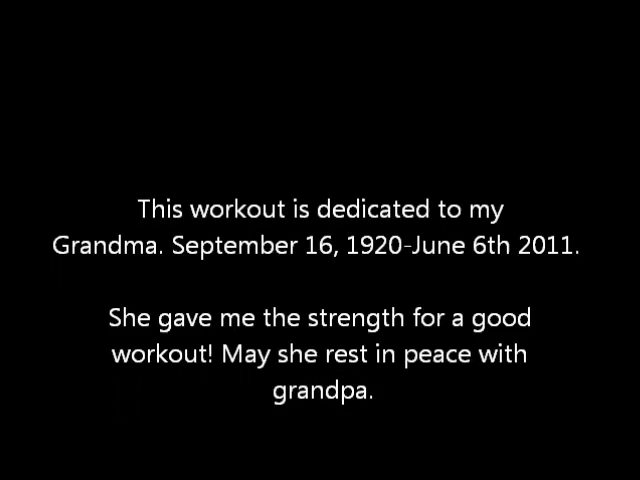 This workout is dedicated to my
Grandma. September 16, 1920-June 6th 2011.
She gave me the strength for a good
workout! May she rest in peace with
grandpa.